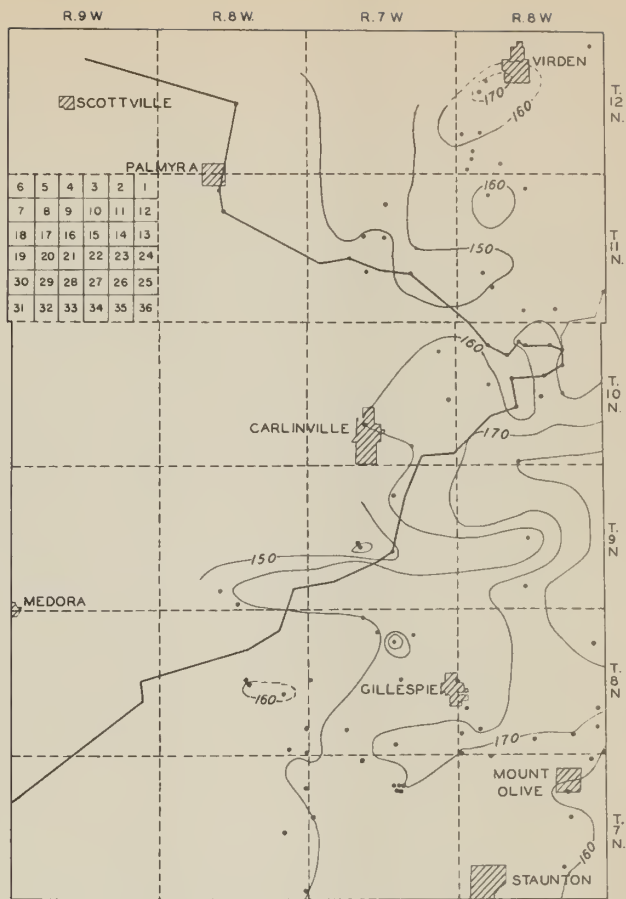 R.9 W R.8 W. R.7 W R.8 W
VIRDEN
170
160
T. 12 N.
SCOTTVILLE
PALMYRA
6 5 4 3 2 1
7 8 9 10 11 12
18 17 16 15 14 13
19 20 21 22 23 24
30 29 28 27 26 25
31 32 33 34 35 36
160
150
T. 11 N.
160
T. 10 N.
CARLINVILLE
170
T. 9 N
150
MEDORA
160
GILLESPIE
T. 8 N
170
MOUNT
OLIVE
T. 7 N
160
STAUNTON